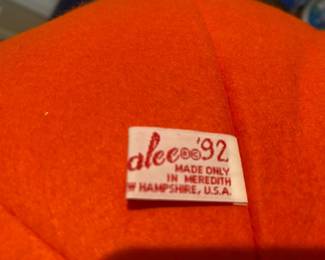 alee®© '92
MADE ONLY
IN MEREDITH
W HAMPSHIRE, U.S.A.